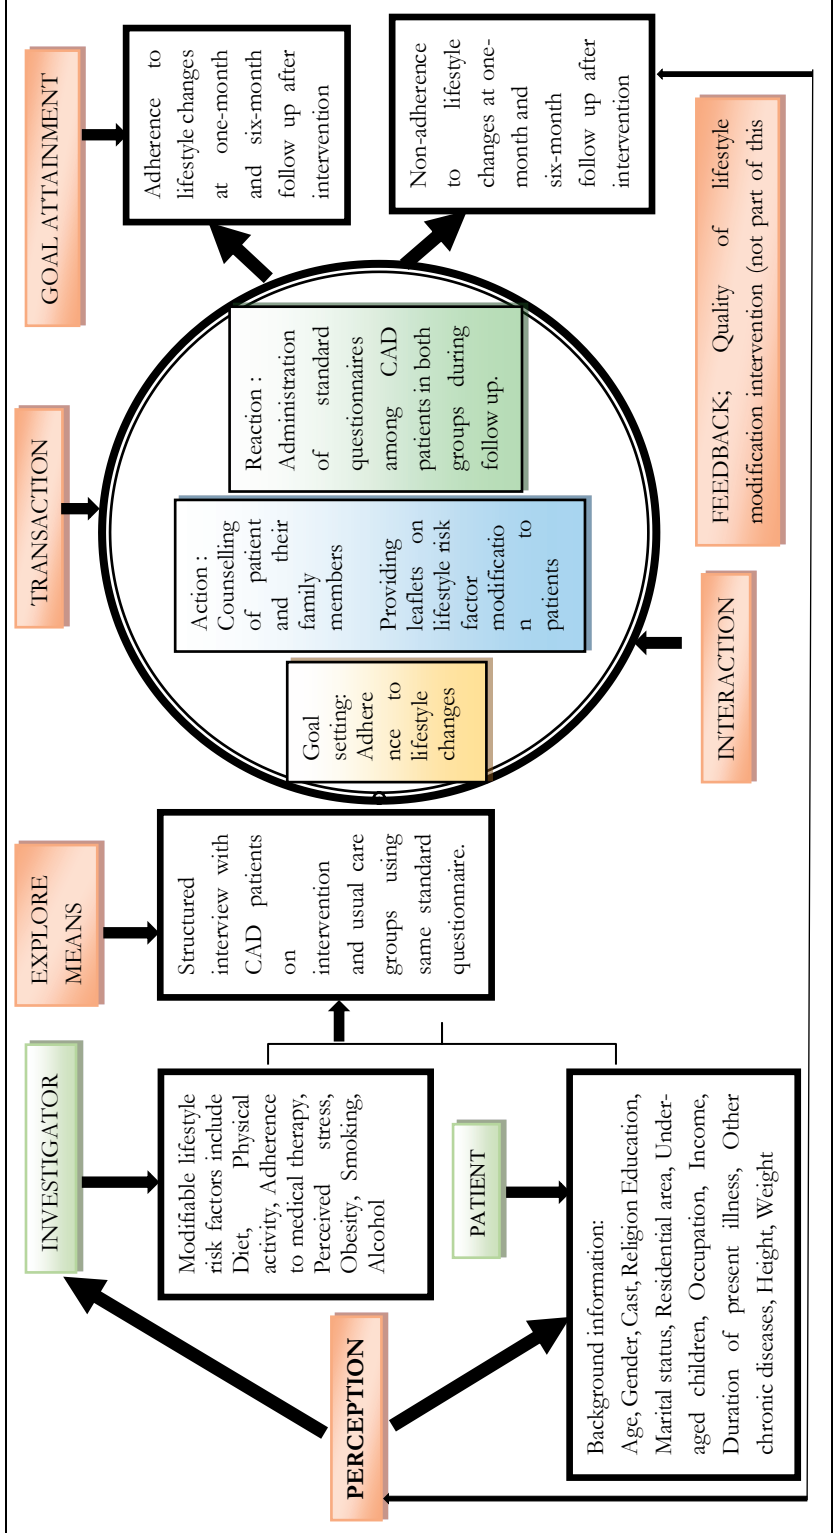 PERCEPTION
INVESTIGATOR
Modifiable lifestyle
risk factors include
Diet, Physical
activity, Adherence
to medical therapy,
Perceived stress,
Obesity, Smoking,
Alcohol
PATIENT
Background information:
Age, Gender, Cast, Religion Education,
Marital status, Residential area, Under-
aged children, Occupation, Income,
Duration of present illness, Other
chronic diseases, Height, Weight
EXPLORE
MEANS
Structured
interview with
CAD patients
on
intervention
and usual care
groups using
same standard
questionnaire.
TRANSACTION
Goal
setting:
Adhere
nce to
lifestyle
changes
Action :
Counselling
of patient
and their
family
members
Providing
leaflets on
lifestyle risk
factor
modificatio
n to
patients
Reaction :
Administration
of standard
questionnaires
among CAD
patients in both
groups during
follow up.
INTERACTION
GOAL ATTAINMENT
Adherence to
lifestyle changes
at one-month
and six-month
follow up after
intervention
Non-adherence
to lifestyle
changes at one-
month and
six-month
follow up after
intervention
FEEDBACK; Quality of lifestyle
modification intervention (not part of this